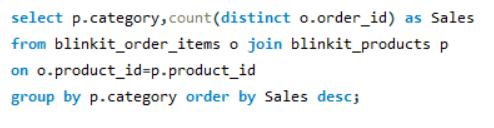 select p.category,count(distinct o.order_id) as Sales
from blinkit_order_items o join blinkit_products p
on o.product_id=p.product_id
group by p.category order by Sales desc;